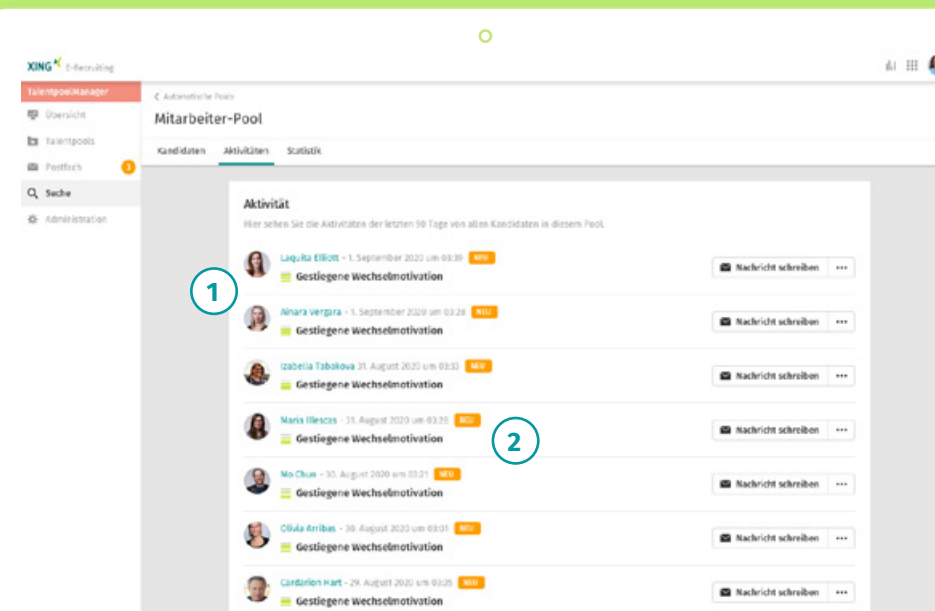 XING E-Recruiting
TalentpoolManager
Übersicht
Talentpools
Postfach 3
Suche
Administration
Automatische Pools
Mitarbeiter-Pool
Kandidaten Aktivitäten Statistik
Aktivität
Hier sehen Sie die Aktivitäten der letzten 90 Tage von allen Kandidaten in diesem Pool.
Laquita Elliott - 1. September 2020 um 03:39 NEU
Gestiegene Wechselmotivation
Nachricht schreiben
1
Ainara Vergara - 1. September 2020 um 03:28 NEU
Gestiegene Wechselmotivation
Nachricht schreiben
Izabella Tabakova 31. August 2020 um 03:33 NEU
Gestiegene Wechselmotivation
Nachricht schreiben
Maria Illescas - 31. August 2020 um 03:28 NEU
Gestiegene Wechselmotivation
Nachricht schreiben
2
Mo Chun - 30. August 2020 um 03:21 NEU
Gestiegene Wechselmotivation
Nachricht schreiben
Olivia Arribas - 30. August 2020 um 03:01 NEU
Gestiegene Wechselmotivation
Nachricht schreiben
Cardarion Hart - 29. August 2020 um 03:25 NEU
Gestiegene Wechselmotivation
Nachricht schreiben